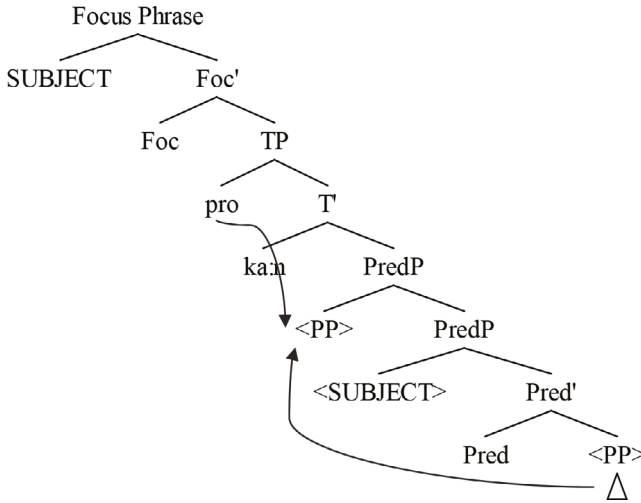 Focus Phrase
SUBJECT Foc'
Foc TP
pro T'
ka:n PredP
<PP> PredP
<SUBJECT> Pred'
Pred <PP>